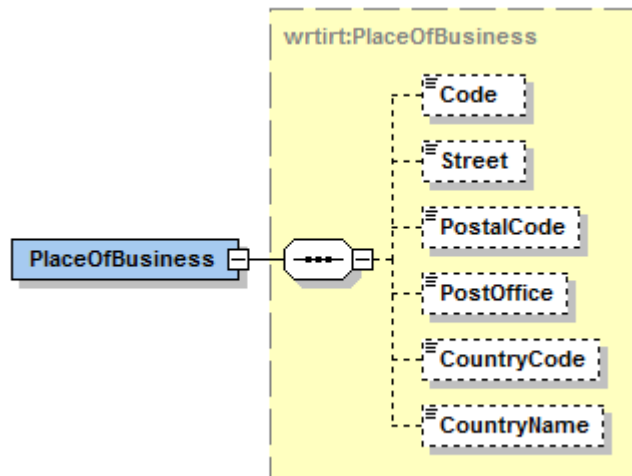 wrtirt:PlaceOfBusiness
Code
Street
PostalCode
PlaceOfBusiness
PostOffice
CountryCode
CountryName